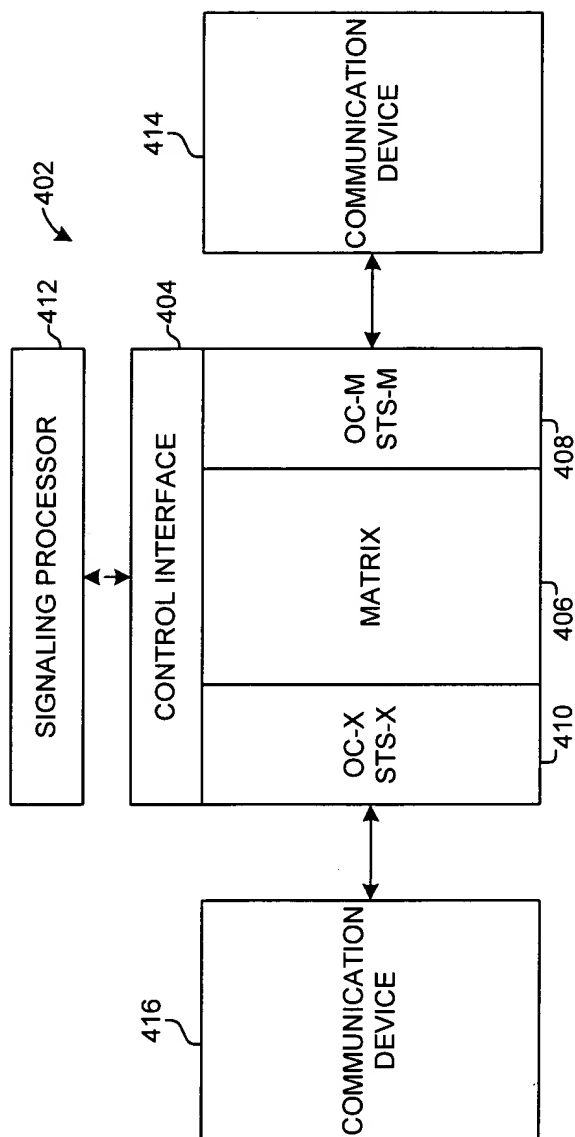 402
412
SIGNALING PROCESSOR
404
CONTROL INTERFACE
416
COMMUNICATION
DEVICE
OC-X
STS-X
410
MATRIX
406
OC-M
STS-M
408
414
COMMUNICATION
DEVICE